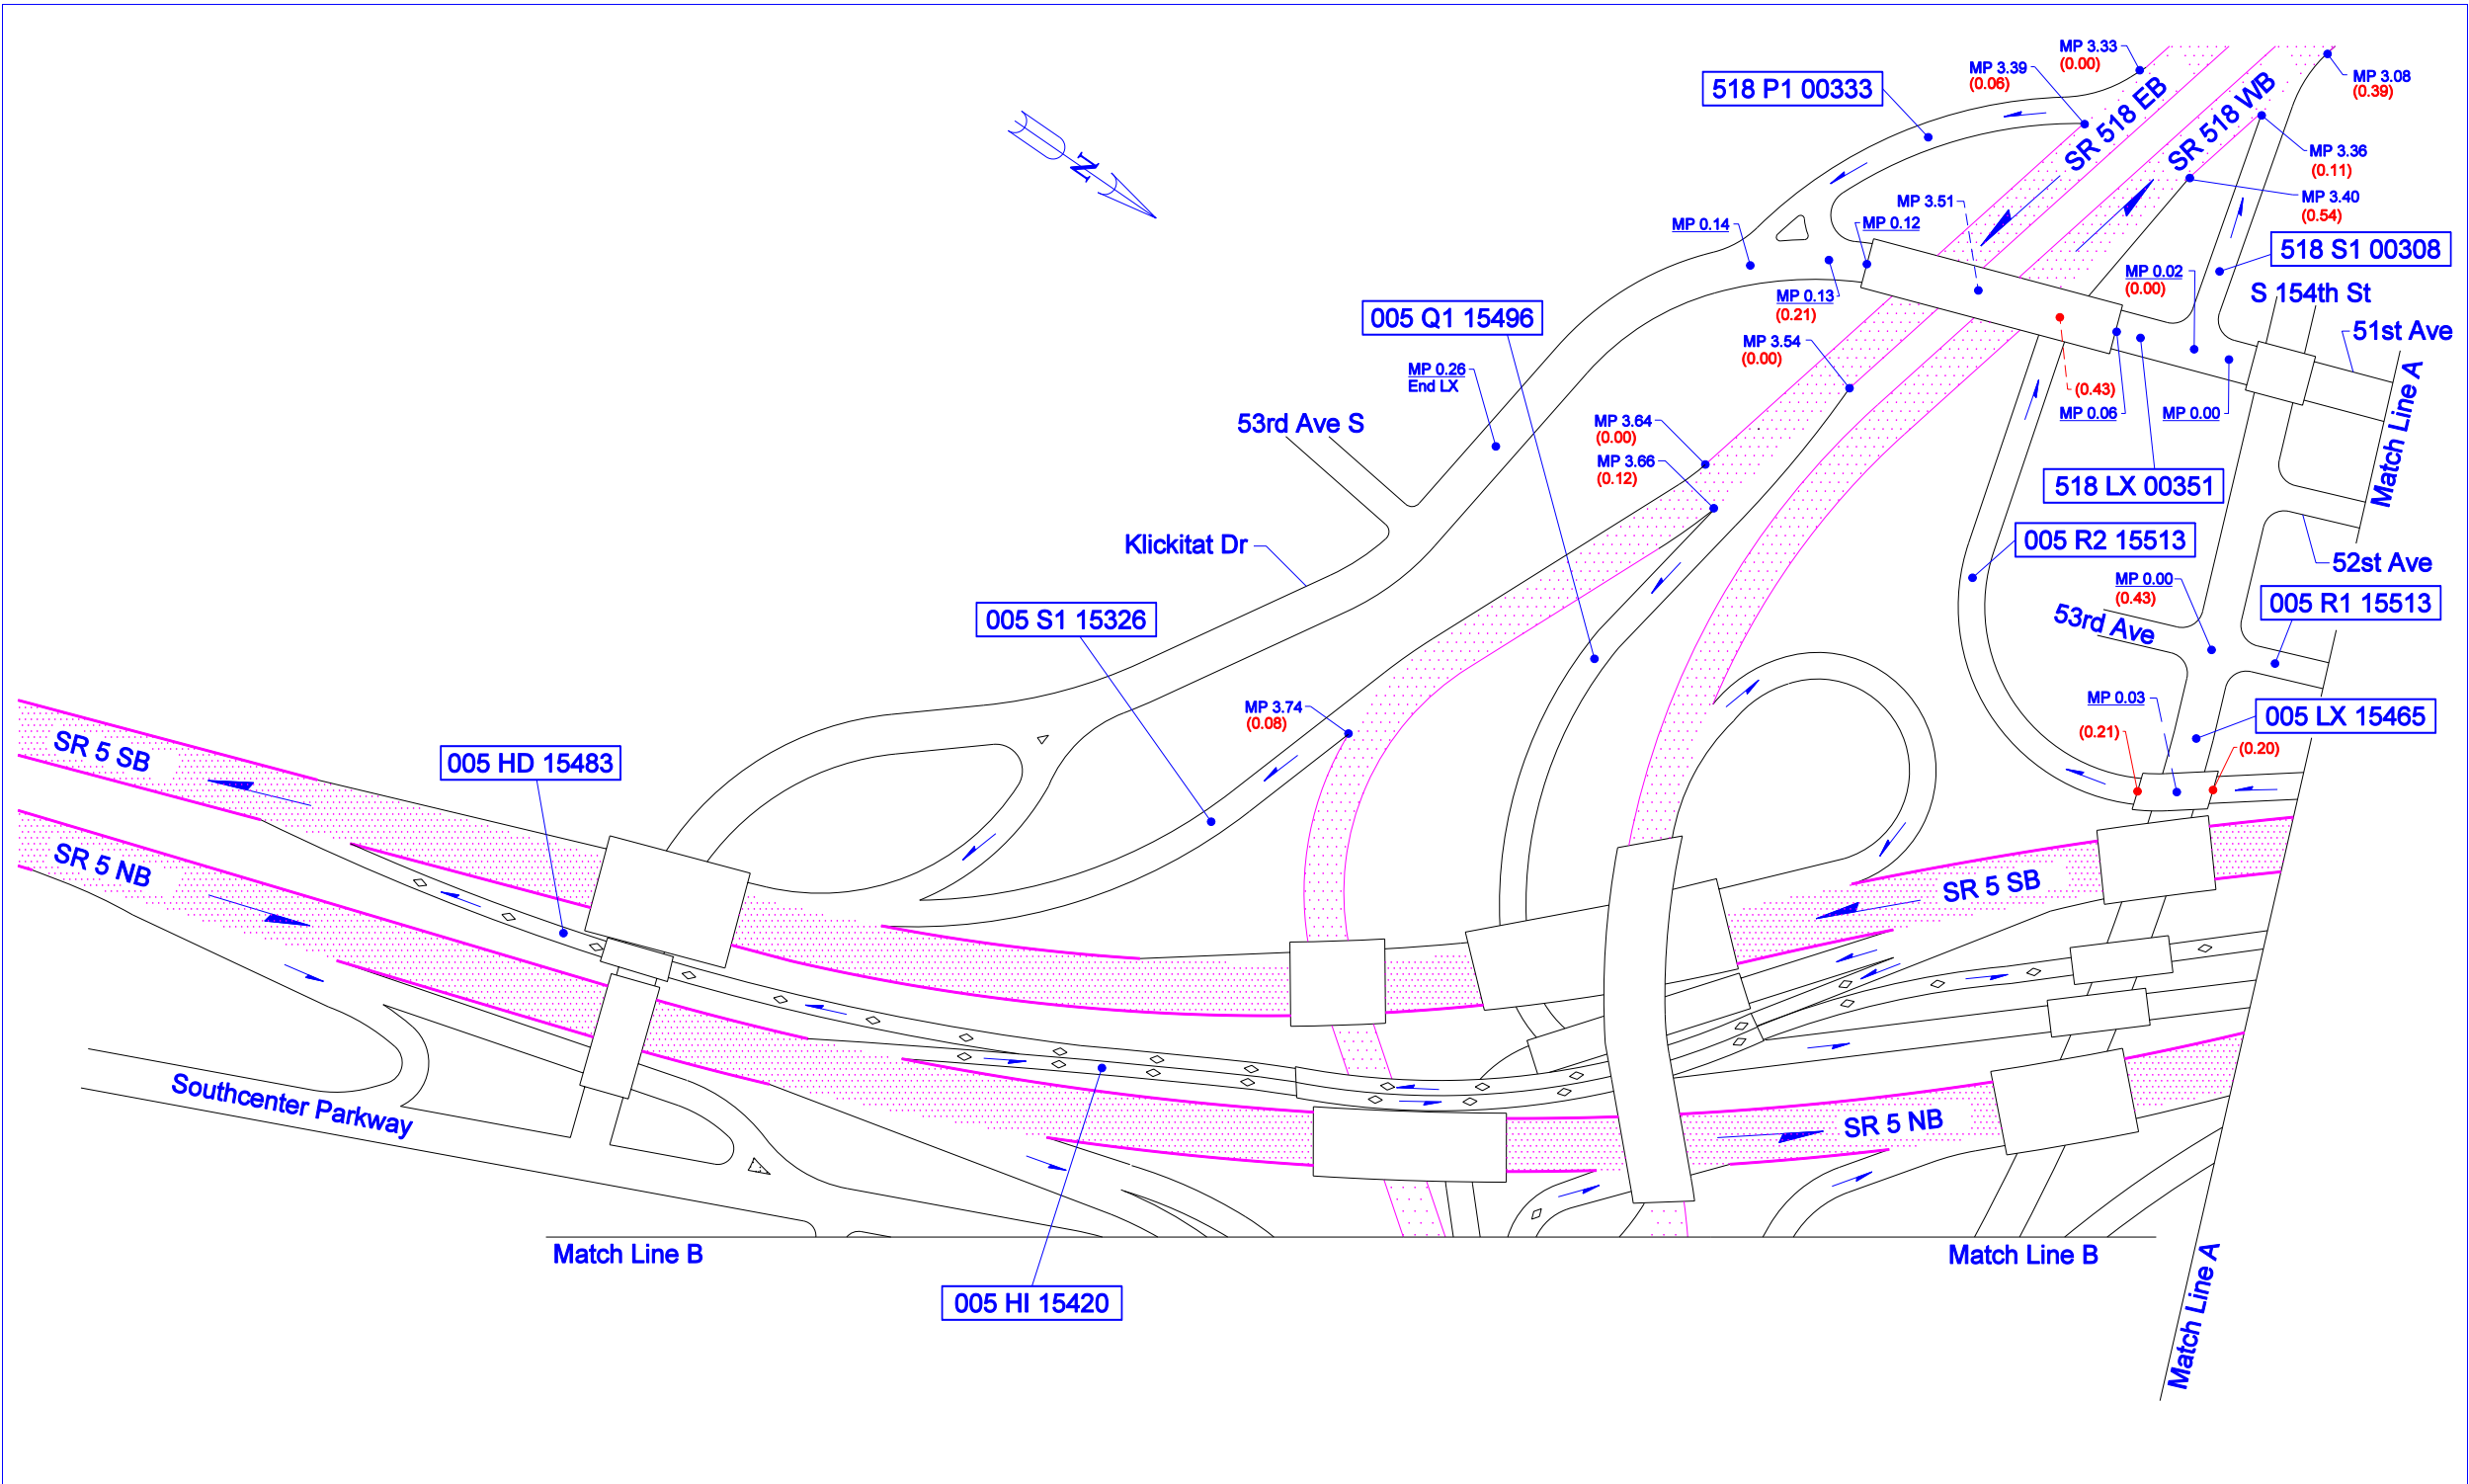 MP 3.33
(0.00)
MP 3.39
(0.06)
MP 3.08
(0.39)
518 P1 00333
SR 518 EB
SR 518 WB
N
MP 3.36
(0.11)
MP 3.40
(0.54)
MP 3.51
MP 0.12
MP 0.14
518 S1 00308
MP 0.02
(0.00)
S 154th St
MP 0.13
(0.21)
005 Q1 15496
51st Ave
MP 3.54
(0.00)
MP 0.26
End LX
(0.43)
MP 0.06
MP 0.00
Match Line A
53rd Ave S
MP 3.64
(0.00)
MP 3.66
(0.12)
518 LX 00351
Klickitat Dr
005 R2 15513
52st Ave
MP 0.00
(0.43)
005 R1 15513
005 S1 15326
53rd Ave
MP 3.74
(0.08)
MP 0.03
005 LX 15465
(0.21)
(0.20)
SR 5 SB
005 HD 15483
SR 5 NB
SR 5 SB
Southcenter Parkway
SR 5 NB
Match Line B
Match Line B
Match Line A
005 HI 15420